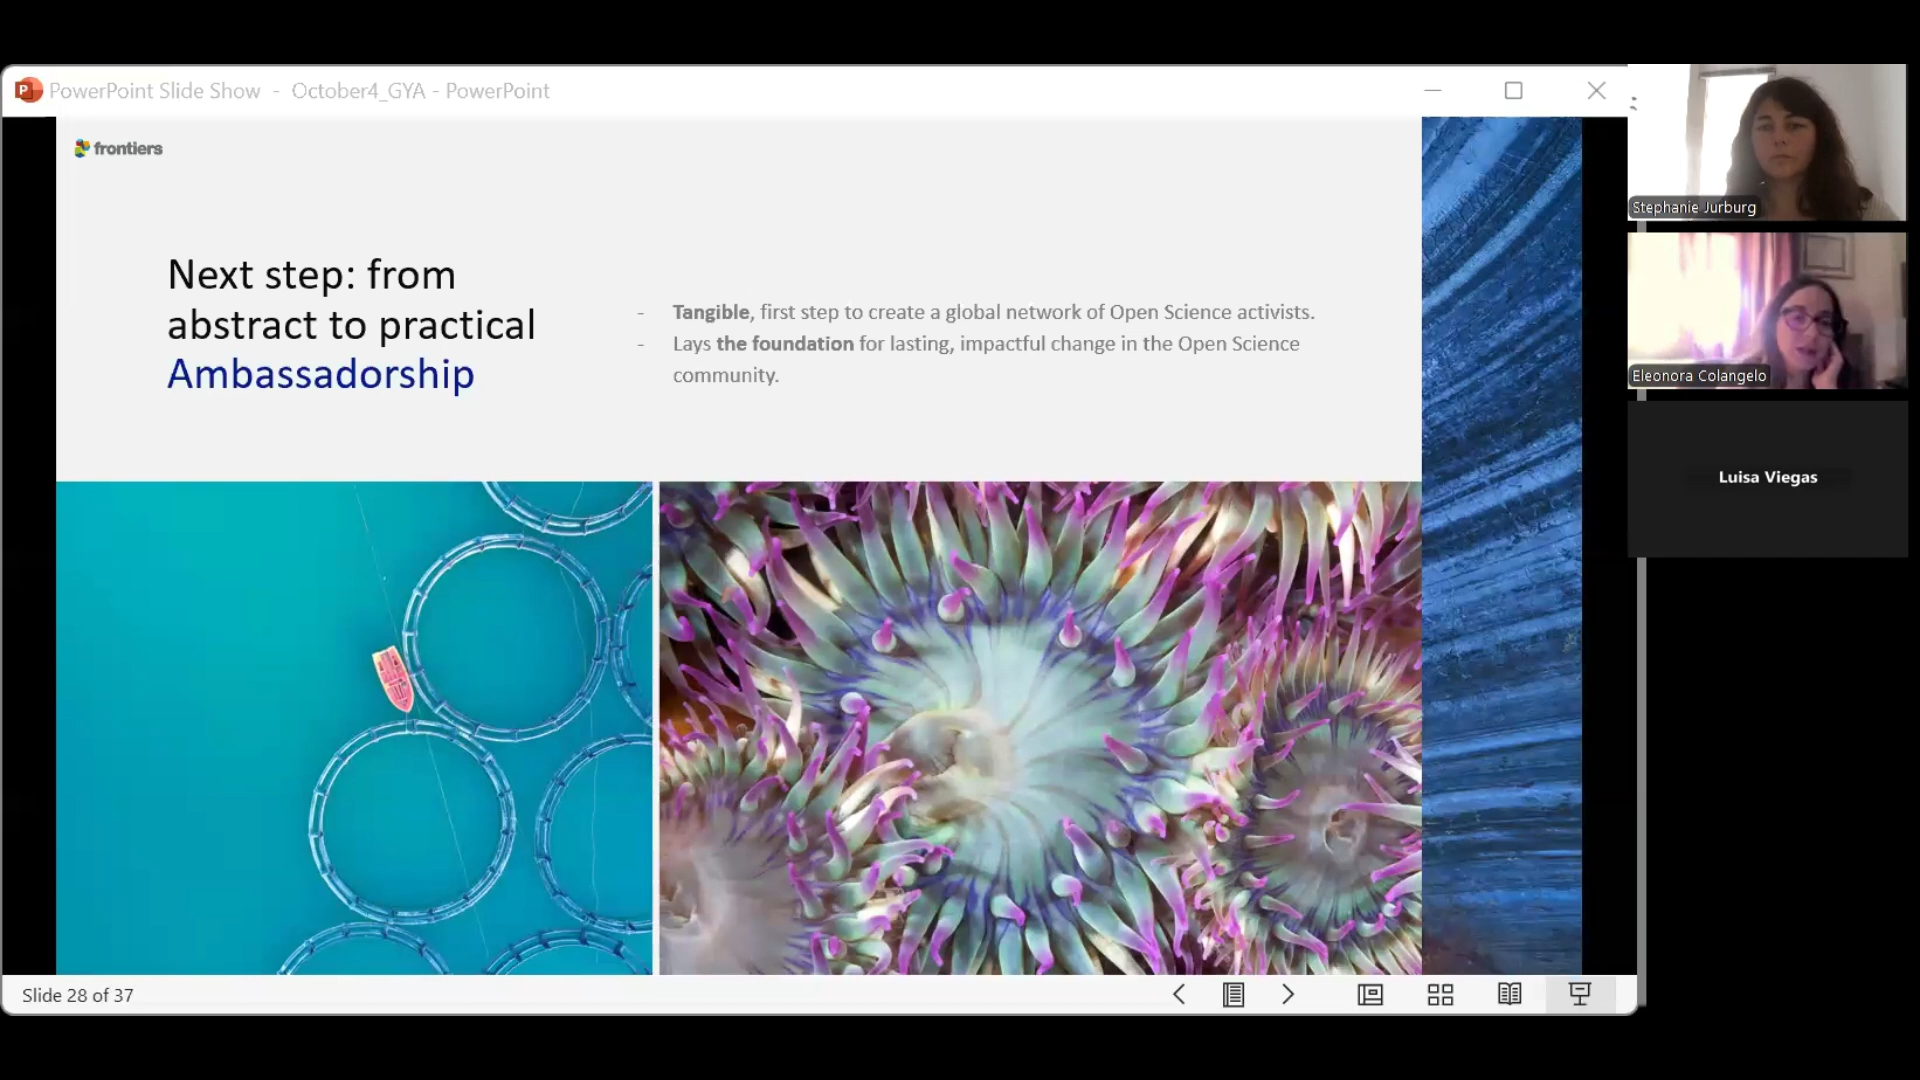 PowerPoint Slide Show - October4_GYA - PowerPoint
frontiers
Next step: from
abstract to practical
Ambassadorship
- Tangible, first step to create a global network of Open Science activists.
- Lays the foundation for lasting, impactful change in the Open Science
community.
Stephanie Jurburg
Eleonora Colangelo
Luisa Viegas
Slide 28 of 37